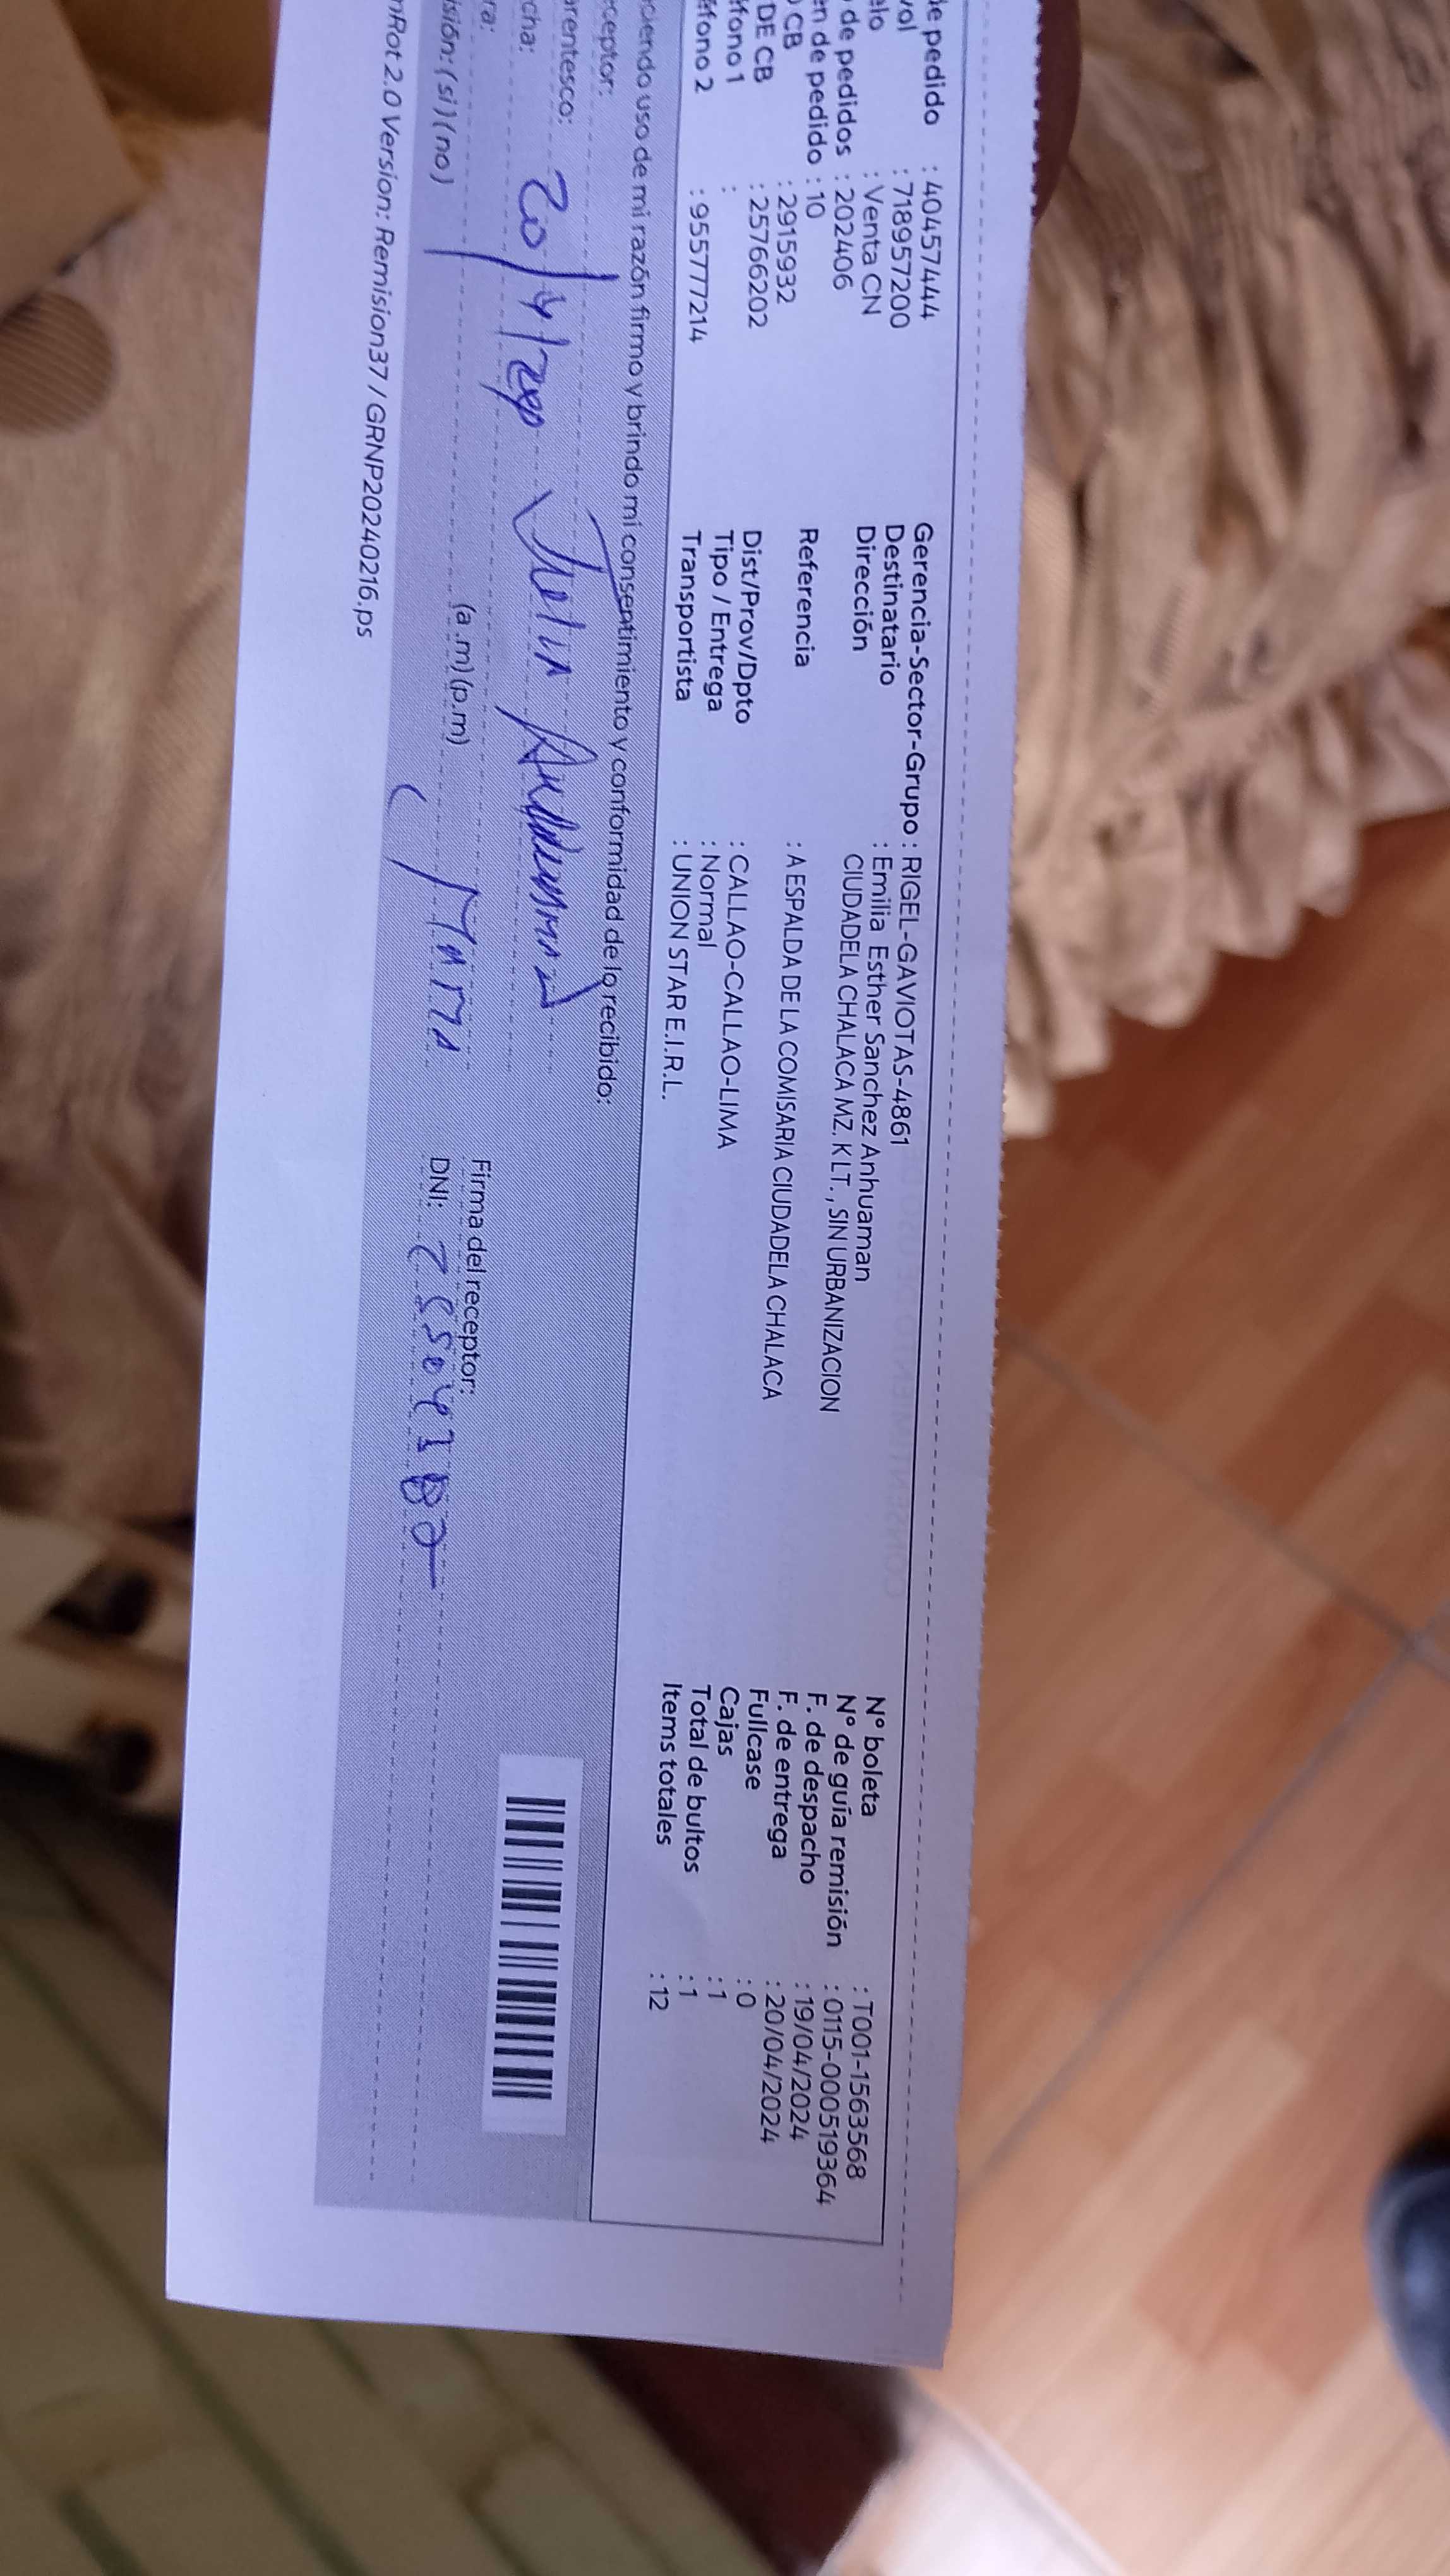 de pedido : 40457444
vol : 718957200
elo : Venta CN
de pedidos : 202406
en de pedido : 10
CB : 2915932
DE CB : 25766202
éfono 1 :
éfono 2 : 955777214
Gerencia-Sector-Grupo : RIGEL-GAVIOTAS-4861
Destinatario : Emilia Esther Sanchez Anhuaman
Dirección CIUDADELA CHALACA MZ. K LT. , SIN URBANIZACION
Referencia : A ESPALDA DE LA COMISARIA CIUDADELA CHALACA
Dist/Prov/Dpto : CALLAO-CALLAO-LIMA
Tipo / Entrega : Normal
Transportista : UNION STAR E.I.R.L.
N° boleta : T001-1563568
N° de guía remisión : 0115-000519364
F. de despacho : 19/04/2024
F. de entrega : 20/04/2024
Fullcase : 0
Cajas : 1
Total de bultos : 1
Items totales : 12
ciendo uso de mi razón firmo y brindo mi consentimiento y conformidad de lo recibido:
ceptor:
rentesco:
cha: 20/4/
ra: (a.m)(p.m)
isión: (si)(no)
Firma del receptor:
DNI:
nRot 2.0 Version: Remision37 / GRNP20240216.ps